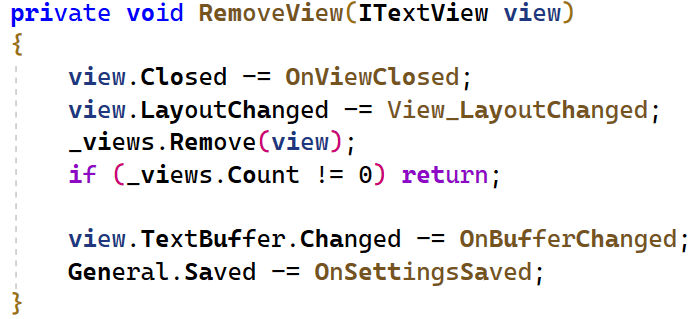 private void RemoveView(ITextView view)
{
    view.Closed -= OnViewClosed;
    view.LayoutChanged -= View_LayoutChanged;
    _views.Remove(view);
    if (_views.Count != 0) return;

    view.TextBuffer.Changed -= OnBufferChanged;
    General.Saved -= OnSettingsSaved;
}